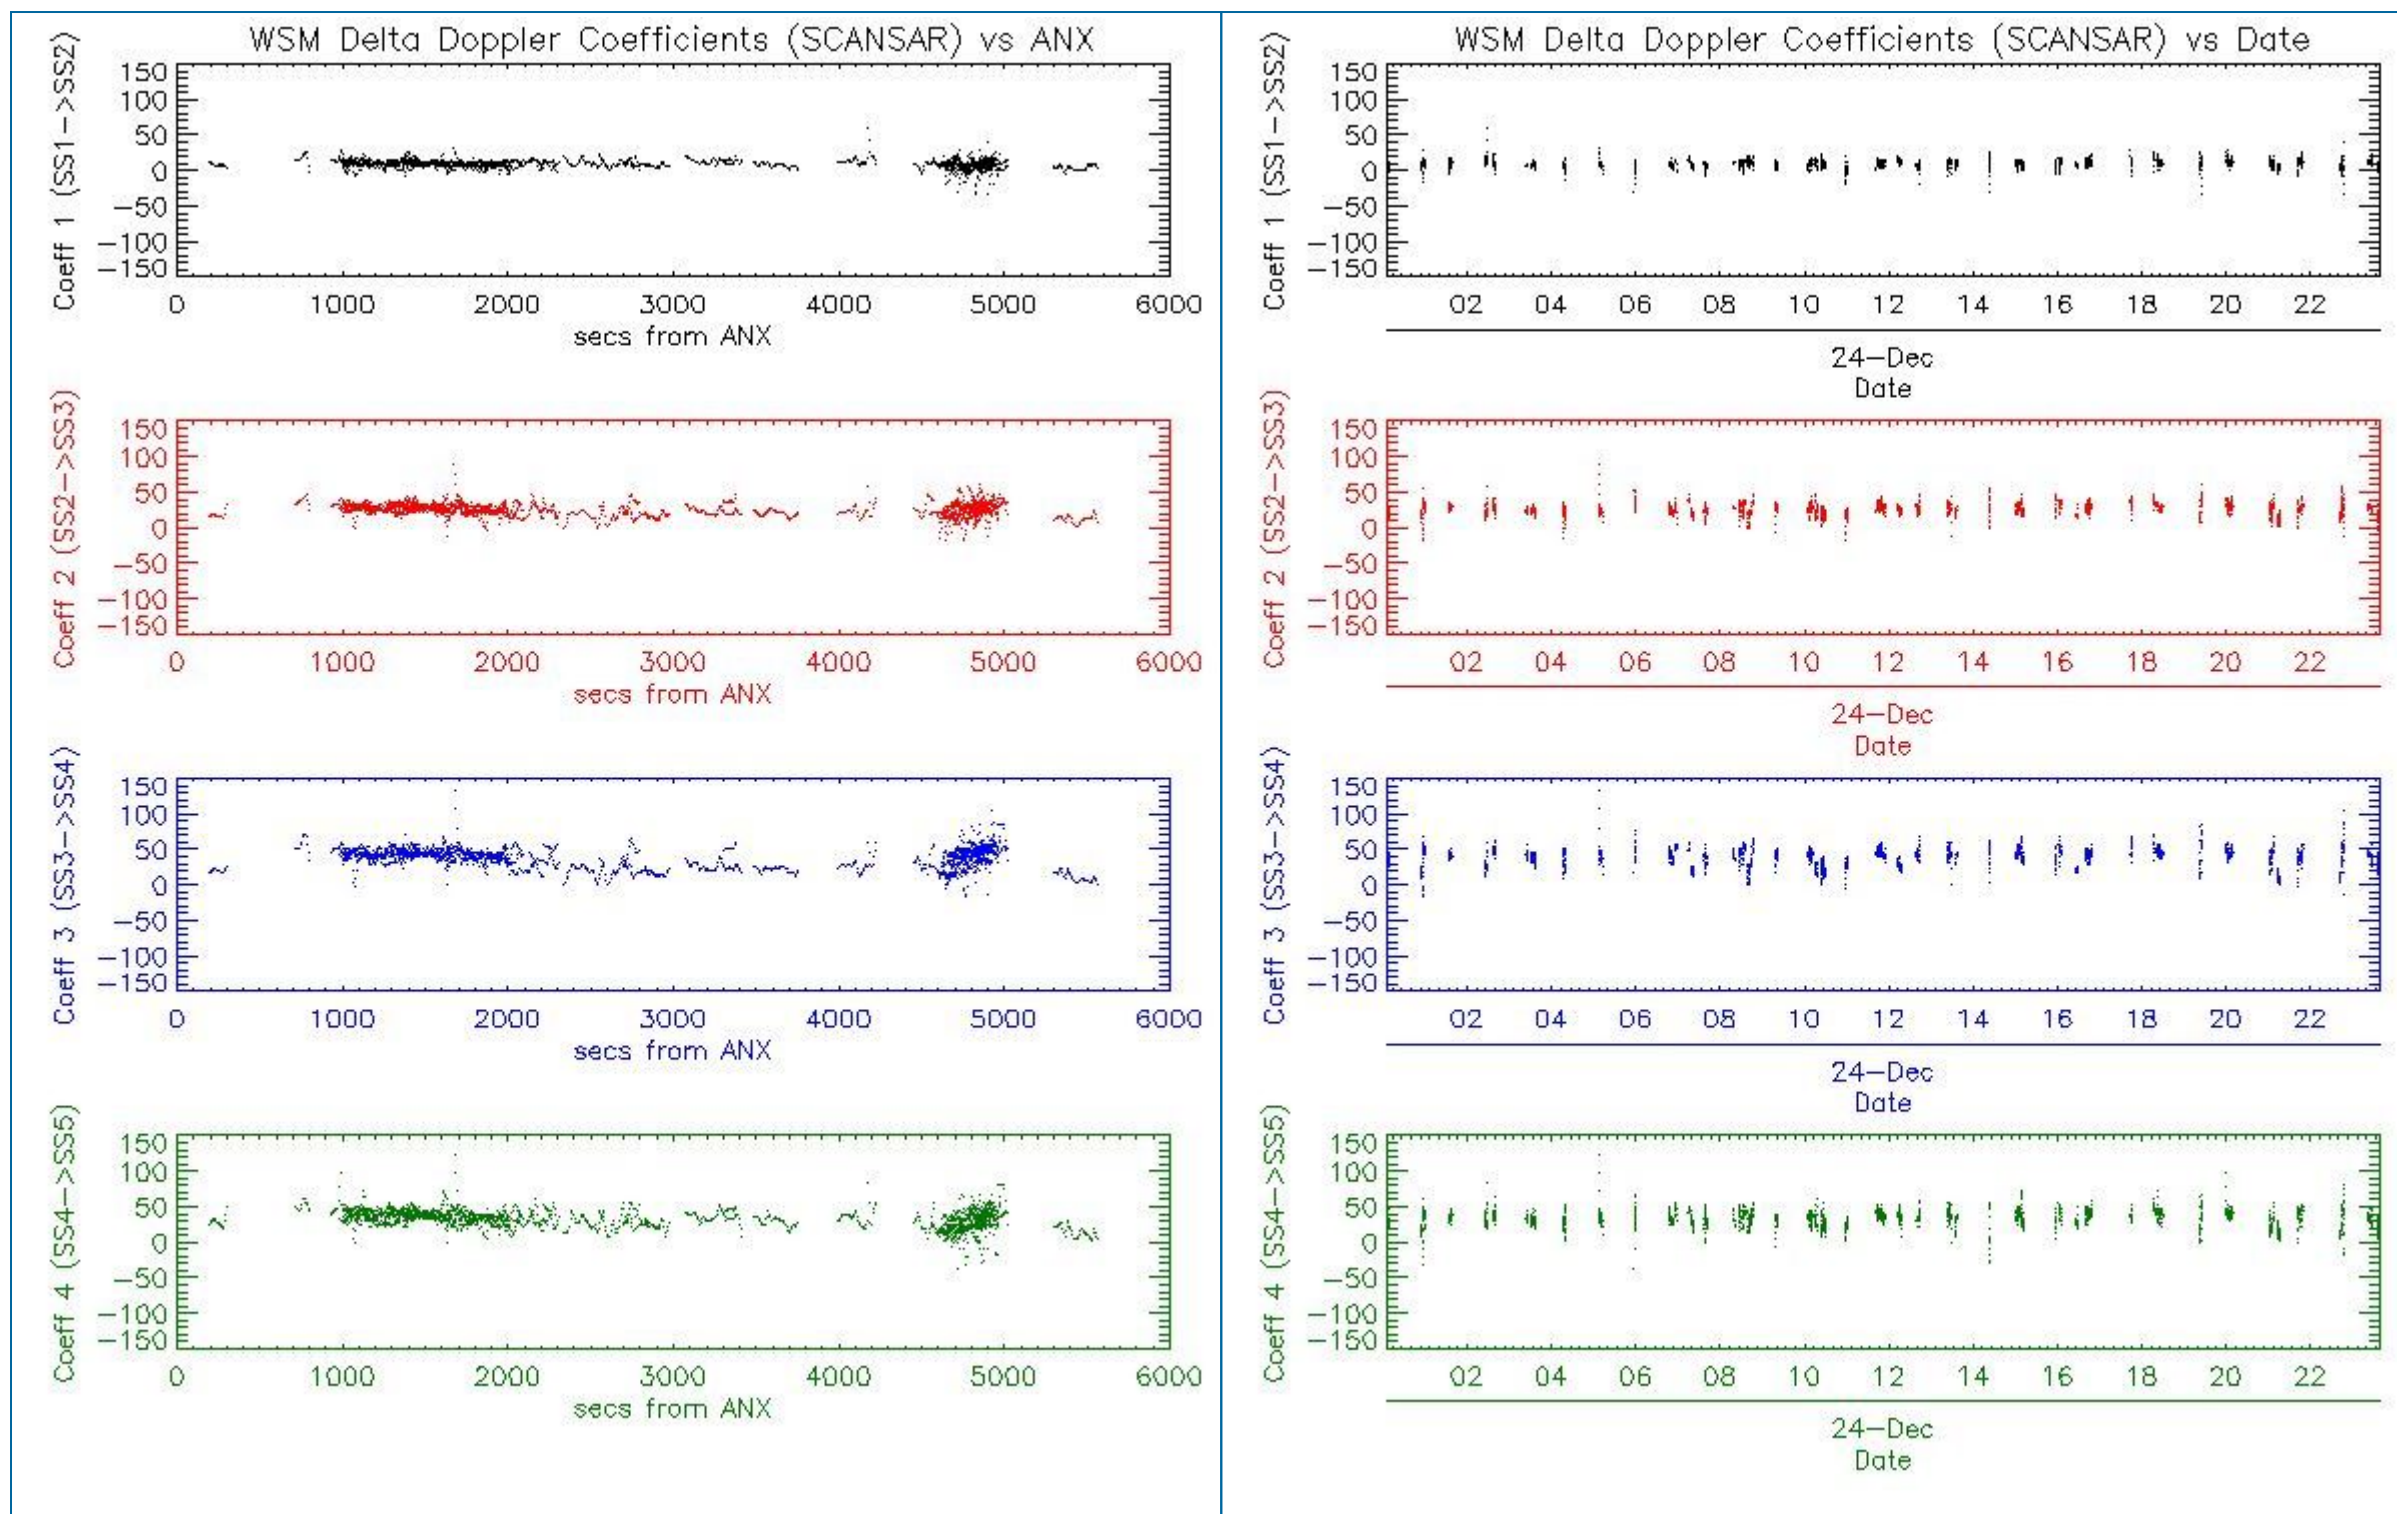 WSM Delta Doppler Coefficients (SCANSAR) vs ANX
Coeff 1 (SS1->SS2)
150
100
50
0
-50
-100
-150
0 1000 2000 3000 4000 5000 6000
secs from ANX
Coeff 2 (SS2->SS3)
150
100
50
0
-50
-100
-150
0 1000 2000 3000 4000 5000 6000
secs from ANX
Coeff 3 (SS3->SS4)
150
100
50
0
-50
-100
-150
0 1000 2000 3000 4000 5000 6000
secs from ANX
Coeff 4 (SS4->SS5)
150
100
50
0
-50
-100
-150
0 1000 2000 3000 4000 5000 6000
secs from ANX
WSM Delta Doppler Coefficients (SCANSAR) vs Date
Coeff 1 (SS1->SS2)
150
100
50
0
-50
-100
-150
02 04 06 08 10 12 14 16 18 20 22
24-Dec
Date
Coeff 2 (SS2->SS3)
150
100
50
0
-50
-100
-150
02 04 06 08 10 12 14 16 18 20 22
24-Dec
Date
Coeff 3 (SS3->SS4)
150
100
50
0
-50
-100
-150
02 04 06 08 10 12 14 16 18 20 22
24-Dec
Date
Coeff 4 (SS4->SS5)
150
100
50
0
-50
-100
-150
02 04 06 08 10 12 14 16 18 20 22
24-Dec
Date